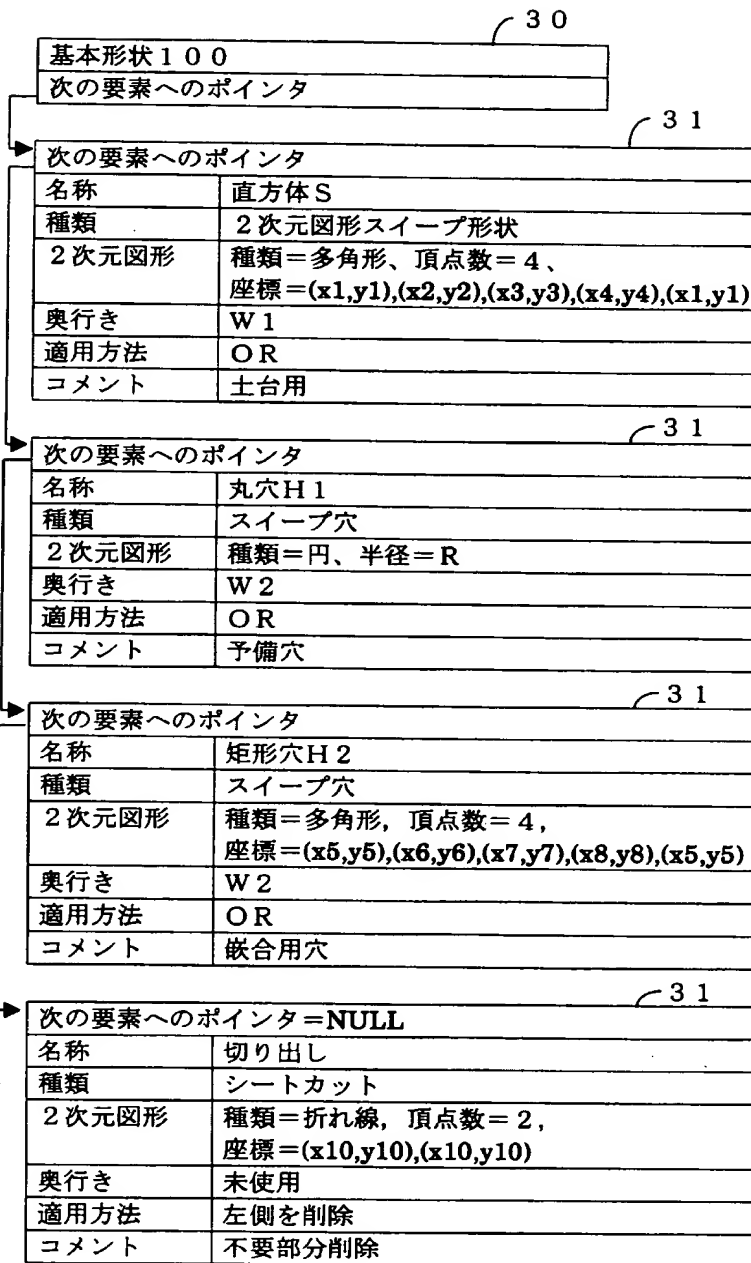 30
基本形状100
次の要素へのポインタ
31
次の要素へのポインタ
名称 直方体S
種類 2次元図形スイープ形状
2次元図形 種類=多角形、頂点数=4、
座標=(x1,y1),(x2,y2),(x3,y3),(x4,y4),(x1,y1)
奥行き W1
適用方法 OR
コメント 土台用
31
次の要素へのポインタ
名称 丸穴H1
種類 スイープ穴
2次元図形 種類=円、半径=R
奥行き W2
適用方法 OR
コメント 予備穴
31
次の要素へのポインタ
名称 矩形穴H2
種類 スイープ穴
2次元図形 種類=多角形，頂点数=4，
座標=(x5,y5),(x6,y6),(x7,y7),(x8,y8),(x5,y5)
奥行き W2
適用方法 OR
コメント 嵌合用穴
31
次の要素へのポインタ=NULL
名称 切り出し
種類 シートカット
2次元図形 種類=折れ線，頂点数=2，
座標=(x10,y10),(x10,y10)
奥行き 未使用
適用方法 左側を削除
コメント 不要部分削除